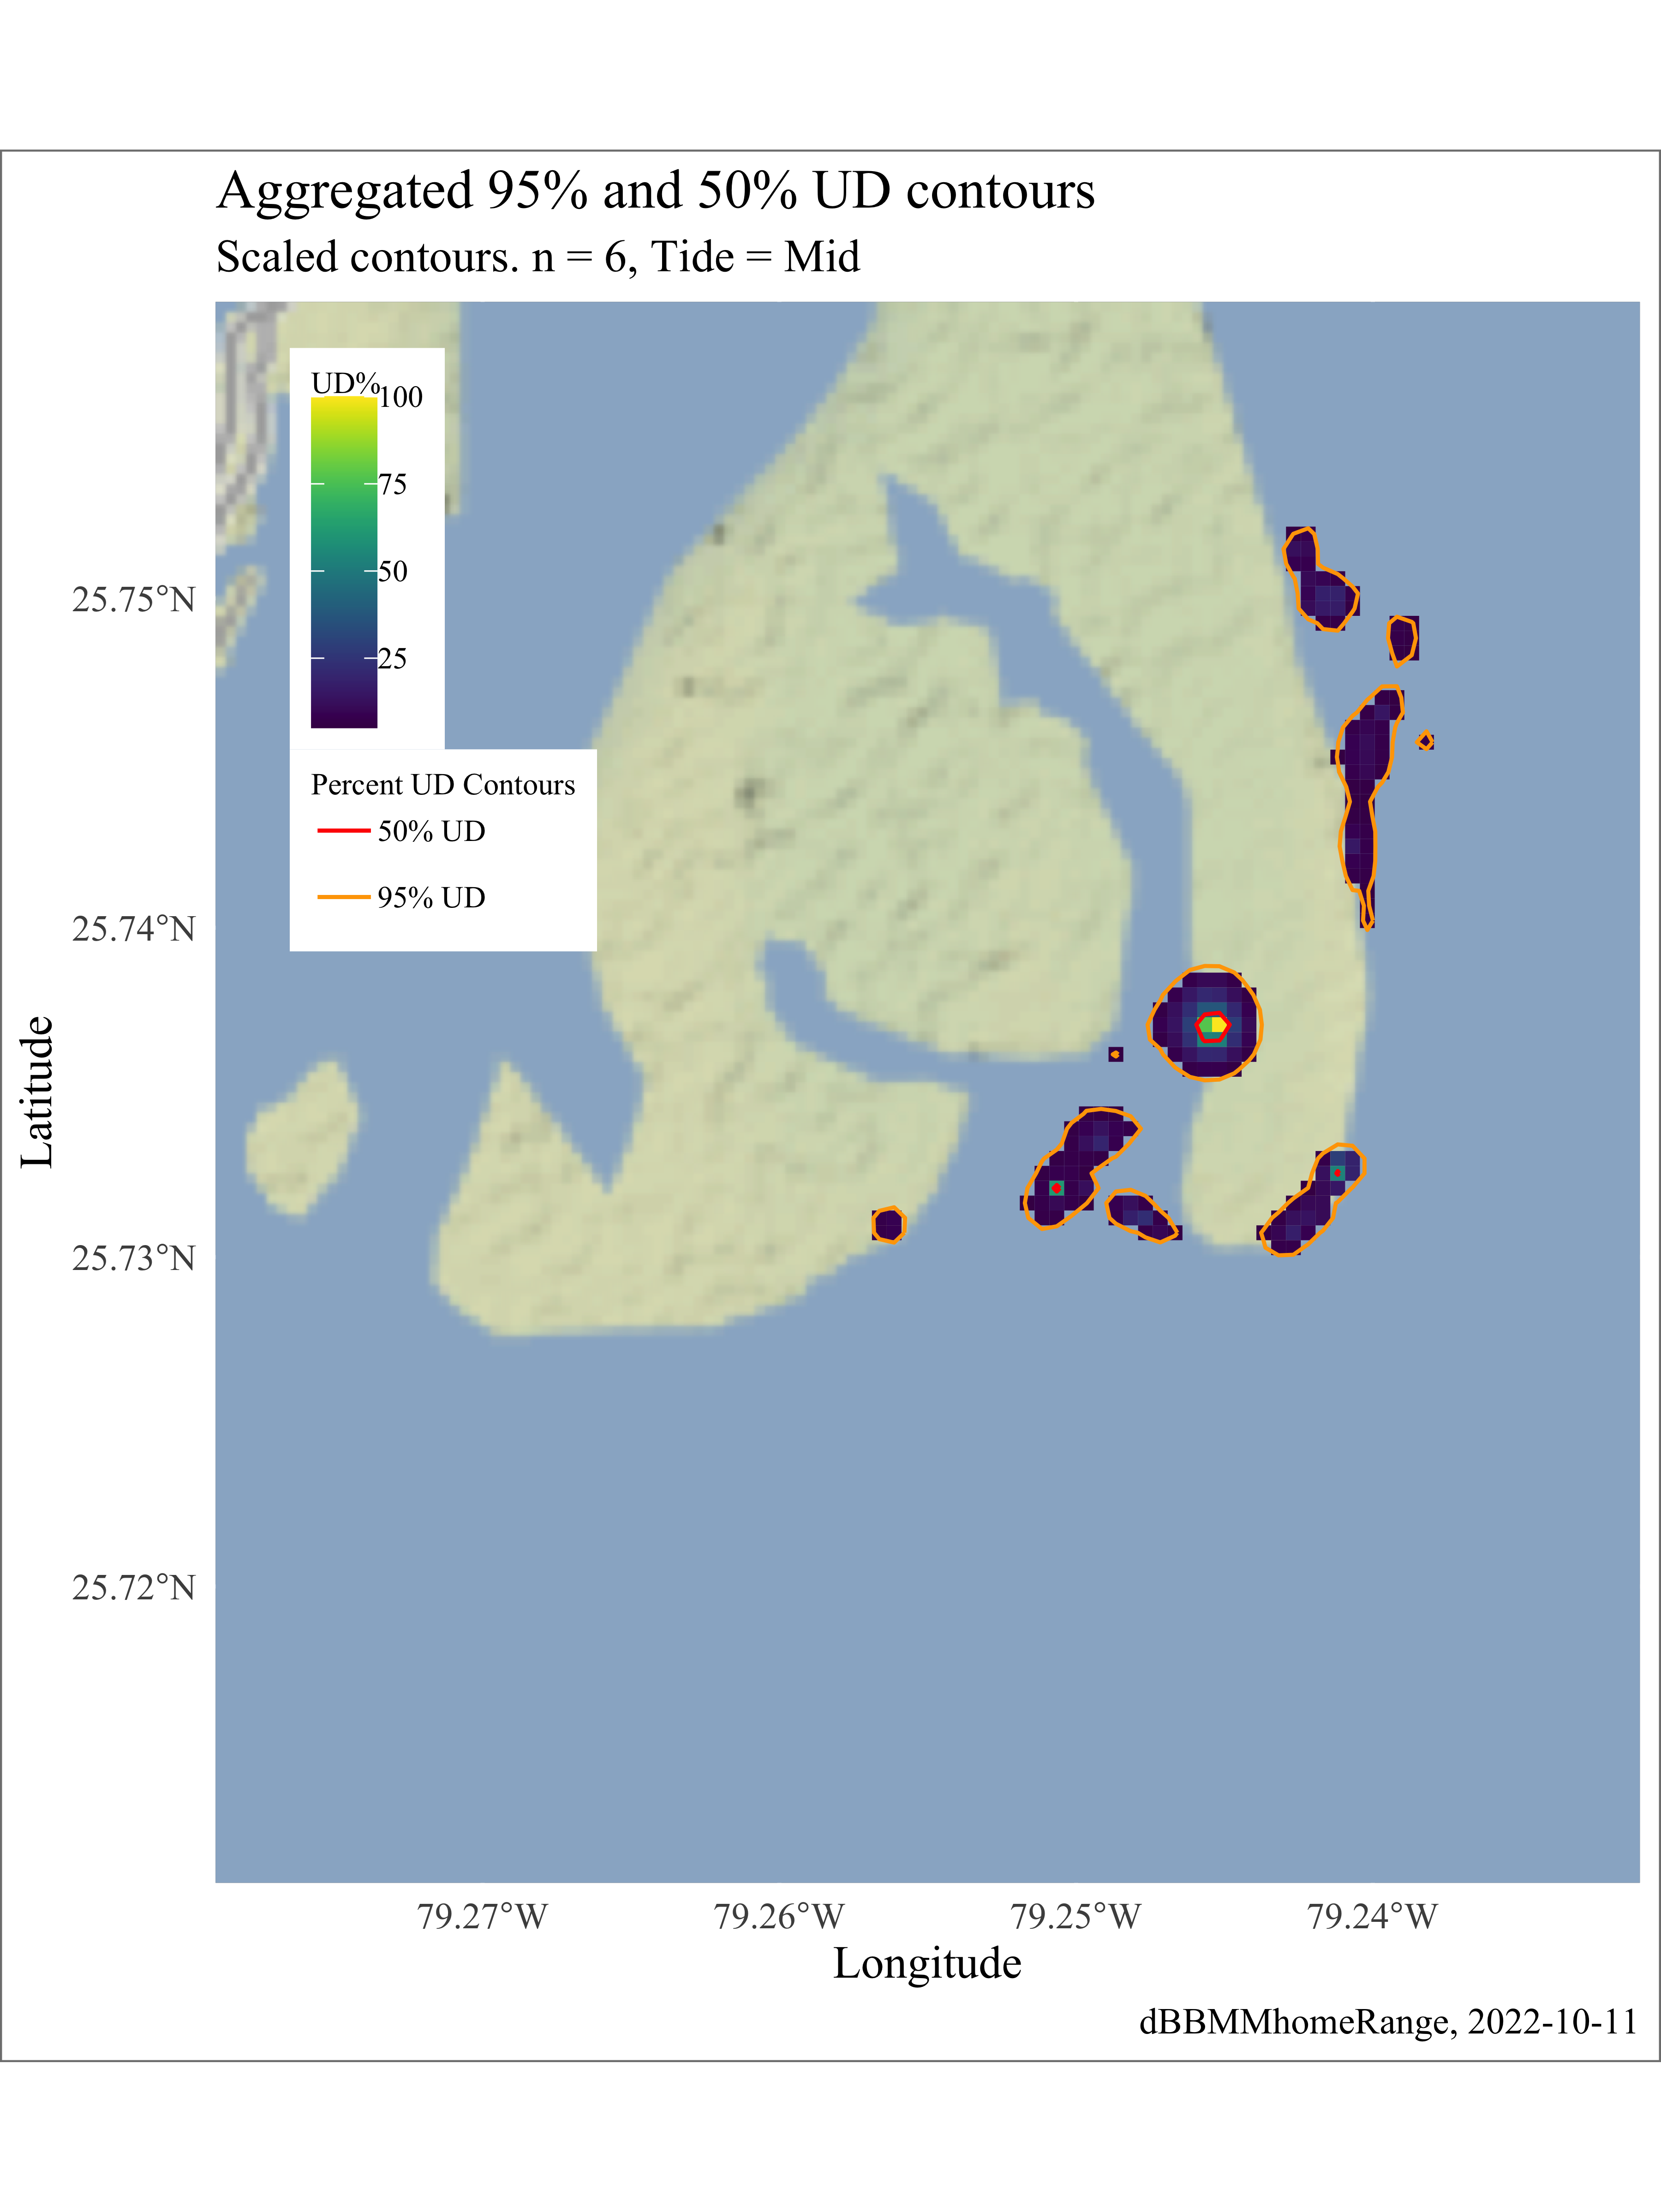 Aggregated 95% and 50% UD contours
Scaled contours. n = 6, Tide = Mid
UD%
100
75
50
25
Percent UD Contours
50% UD
95% UD
25.75°N
25.74°N
25.73°N
25.72°N
Latitude
79.27°W
79.26°W
79.25°W
79.24°W
Longitude
dBBMMhomeRange, 2022-10-11